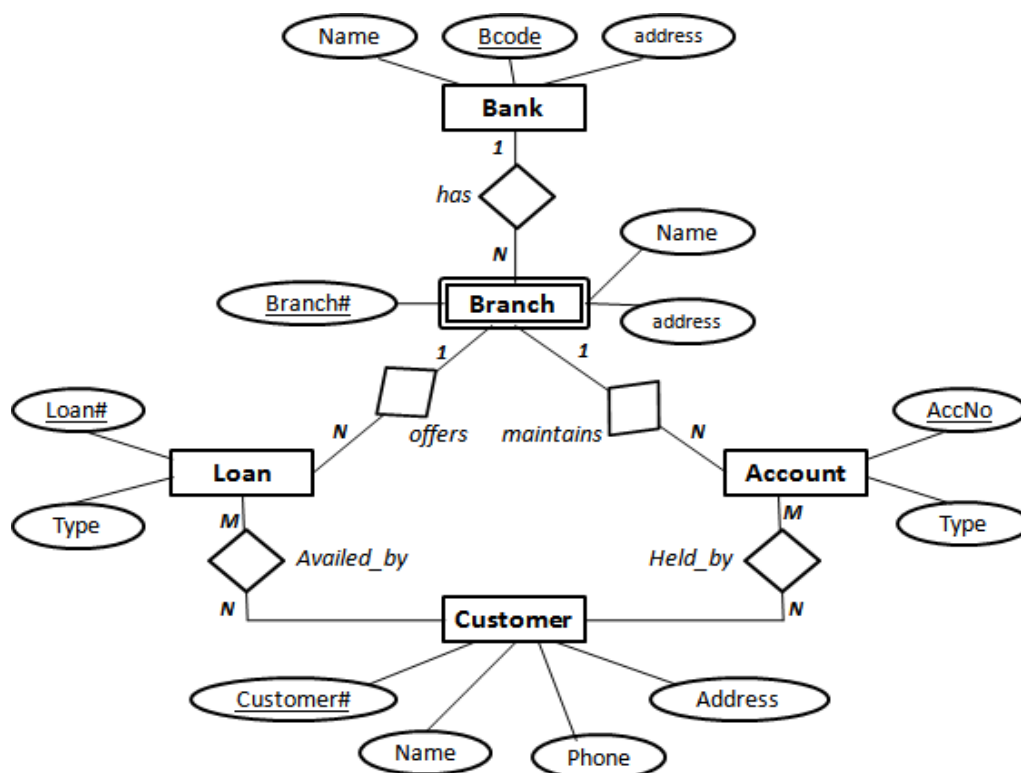 Name
Bcode
address
Bank
1
has
N
Name
Branch#
Branch
address
1
1
Loan#
AccNo
N
offers
maintains
N
Loan
Account
Type
M
M
Type
Availed_by
Held_by
N
N
Customer
Customer#
Address
Name
Phone